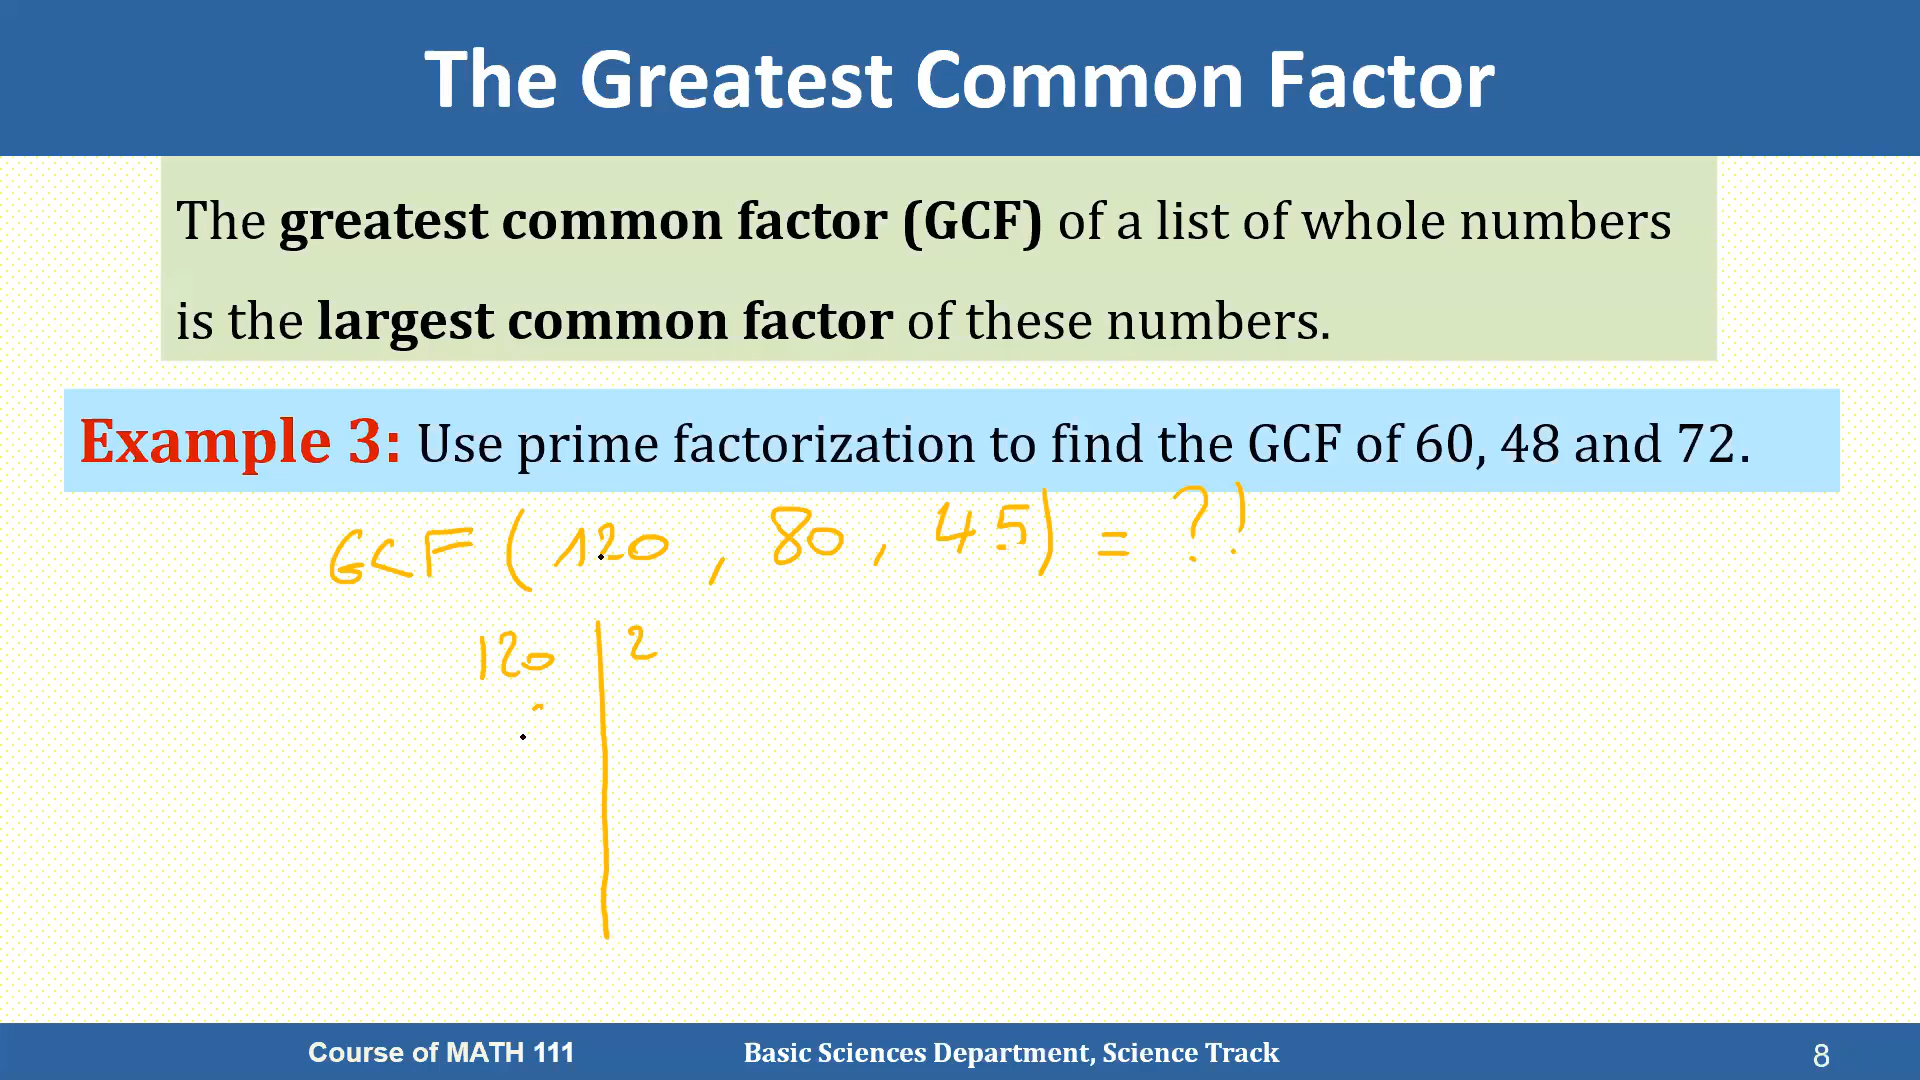 The Greatest Common Factor
The greatest common factor (GCF) of a list of whole numbers
is the largest common factor of these numbers.
Example 3: Use prime factorization to find the GCF of 60, 48 and 72.
GCF (120 , 80 , 45) = ?!
120 | 2
Course of MATH 111 Basic Sciences Department, Science Track 8